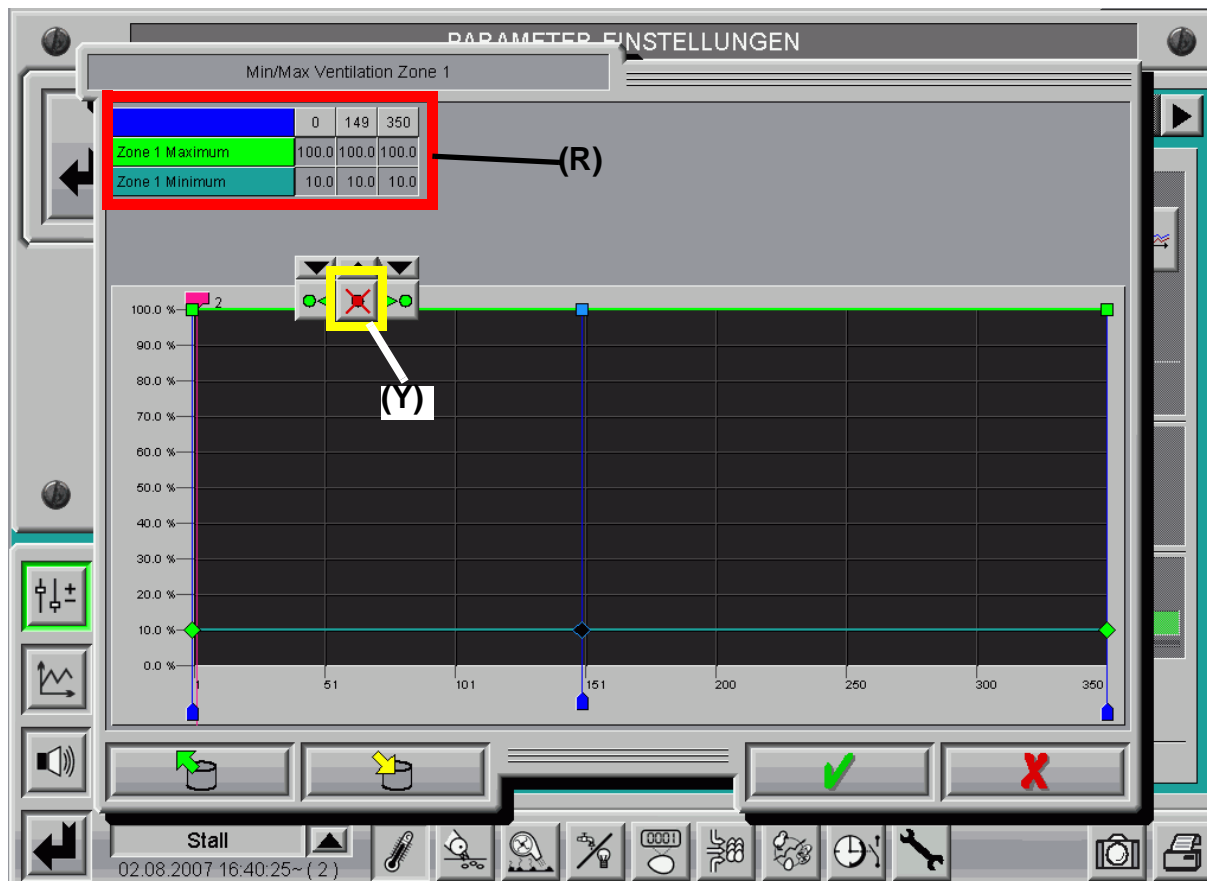 PARAMETER EINSTELLUNGEN
Min/Max Ventilation Zone 1
0 149 350
Zone 1 Maximum 100.0 100.0 100.0
Zone 1 Minimum 10.0 10.0 10.0
(R)
2
(Y)
100.0 %
90.0 %
80.0 %
70.0 %
60.0 %
50.0 %
40.0 %
30.0 %
20.0 %
10.0 %
0.0 %
1 51 101 151 200 250 300 350
0001
Stall
02.08.2007 16:40:25~ ( 2 )